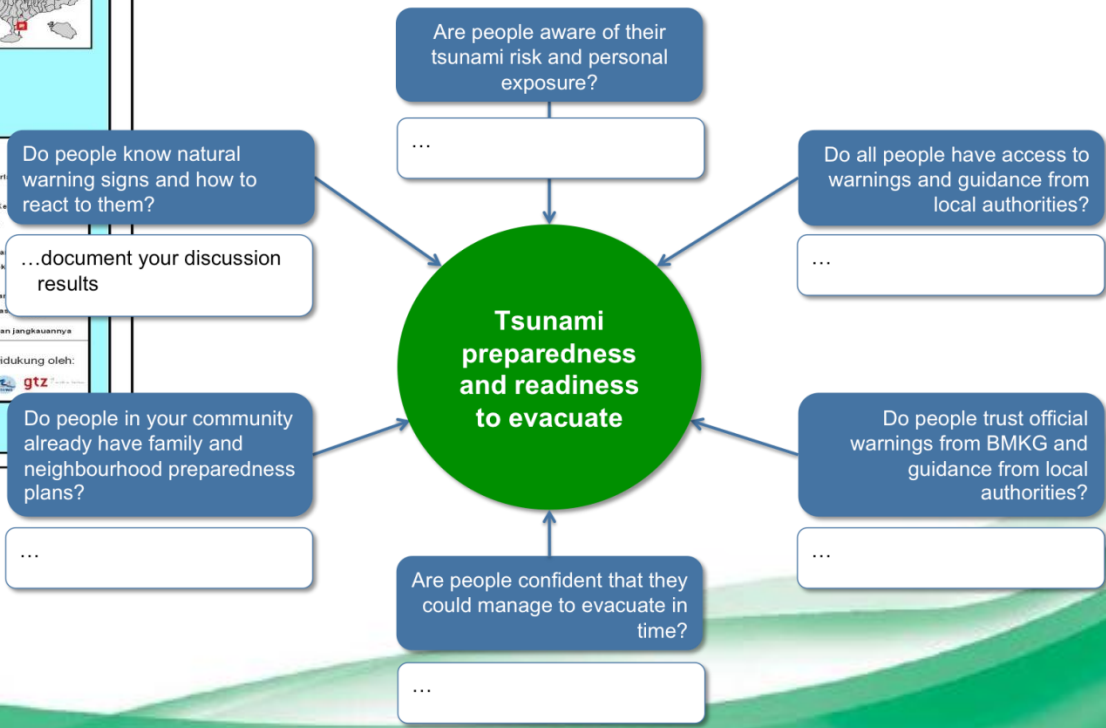 Are people aware of their
tsunami risk and personal
exposure?
…
Do people know natural
warning signs and how to
react to them?
…document your discussion
results
Do all people have access to
warnings and guidance from
local authorities?
…
Tsunami
preparedness
and readiness
to evacuate
an jangkauannya
idukung oleh:
gtz
Do people in your community
already have family and
neighbourhood preparedness
plans?
…
Do people trust official
warnings from BMKG and
guidance from local
authorities?
…
Are people confident that they
could manage to evacuate in
time?
…